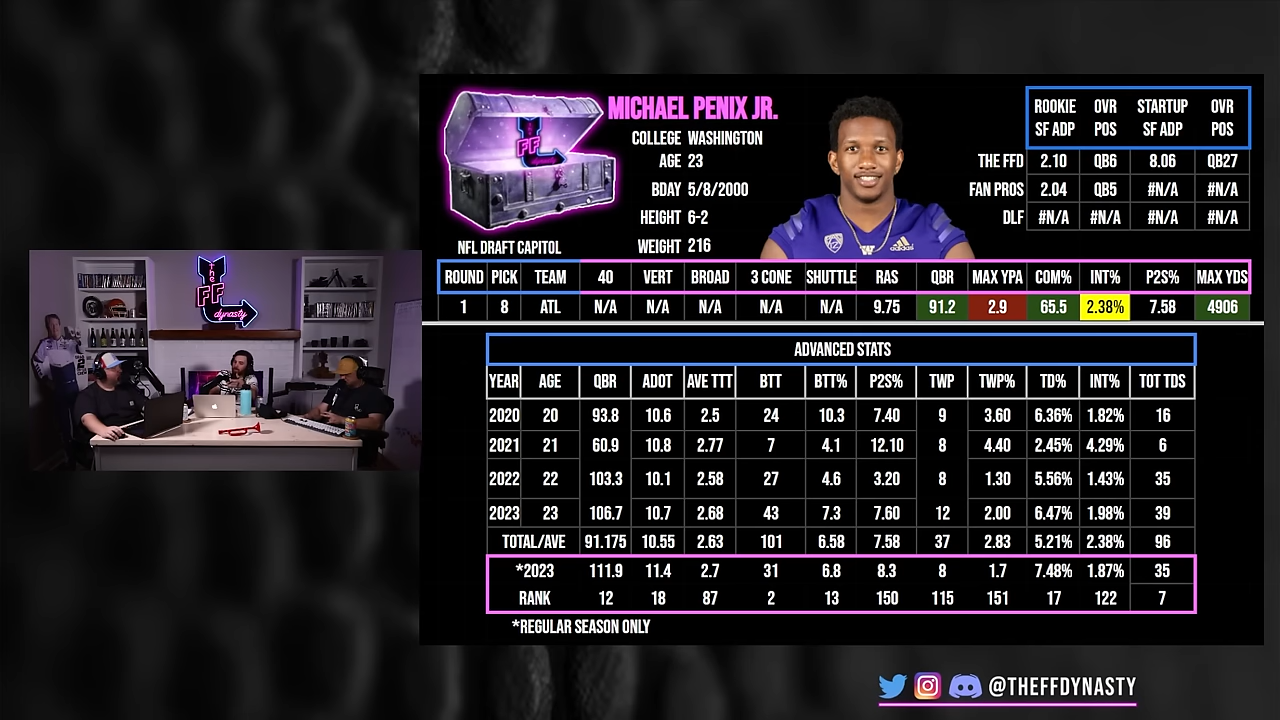 MICHAEL PENIX JR.
COLLEGE WASHINGTON
AGE 23
BDAY 5/8/2000
HEIGHT 6-2
WEIGHT 216
FF
dynasty
NFL DRAFT CAPITOL
adidas
W
ROOKIE SF ADP OVR POS STARTUP SF ADP OVR POS
THE FFD 2.10 QB6 8.06 QB27
FAN PROS 2.04 QB5 #N/A #N/A
DLF #N/A #N/A #N/A #N/A
ROUND PICK TEAM 40 VERT BROAD 3 CONE SHUTTLE RAS QBR MAX YPA COM% INT% P2S% MAX YDS
1 8 ATL N/A N/A N/A N/A N/A 9.75 91.2 2.9 65.5 2.38% 7.58 4906
ADVANCED STATS
YEAR AGE QBR ADOT AVE TTT BTT BTT% P2S% TWP TWP% TD% INT% TOT TDS
2020 20 93.8 10.6 2.5 24 10.3 7.40 9 3.60 6.36% 1.82% 16
2021 21 60.9 10.8 2.77 7 4.1 12.10 8 4.40 2.45% 4.29% 6
2022 22 103.3 10.1 2.58 27 4.6 3.20 8 1.30 5.56% 1.43% 35
2023 23 106.7 10.7 2.68 43 7.3 7.60 12 2.00 6.47% 1.98% 39
TOTAL/AVE 91.175 10.55 2.63 101 6.58 7.58 37 2.83 5.21% 2.38% 96
*2023 111.9 11.4 2.7 31 6.8 8.3 8 1.7 7.48% 1.87% 35
RANK 12 18 87 2 13 150 115 151 17 122 7
*REGULAR SEASON ONLY
the
FF
dynasty
@THEFFDYNASTY